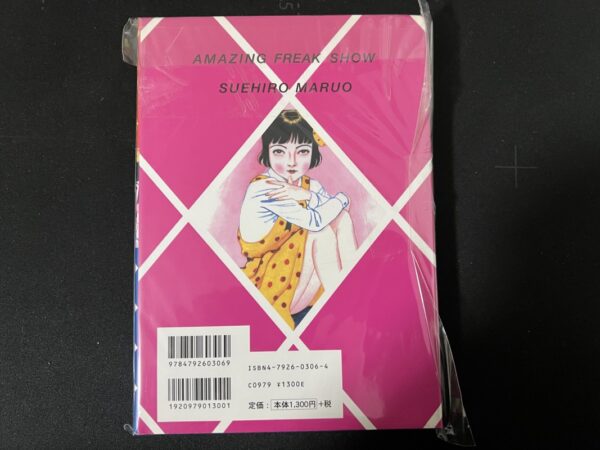 AMAZING FREAK SHOW
SUEHIRO MARUO
9784792603069
ISBN4-7926-0306-4
C0979 ¥1300E
1920979013001
定価：本体1,300円+税